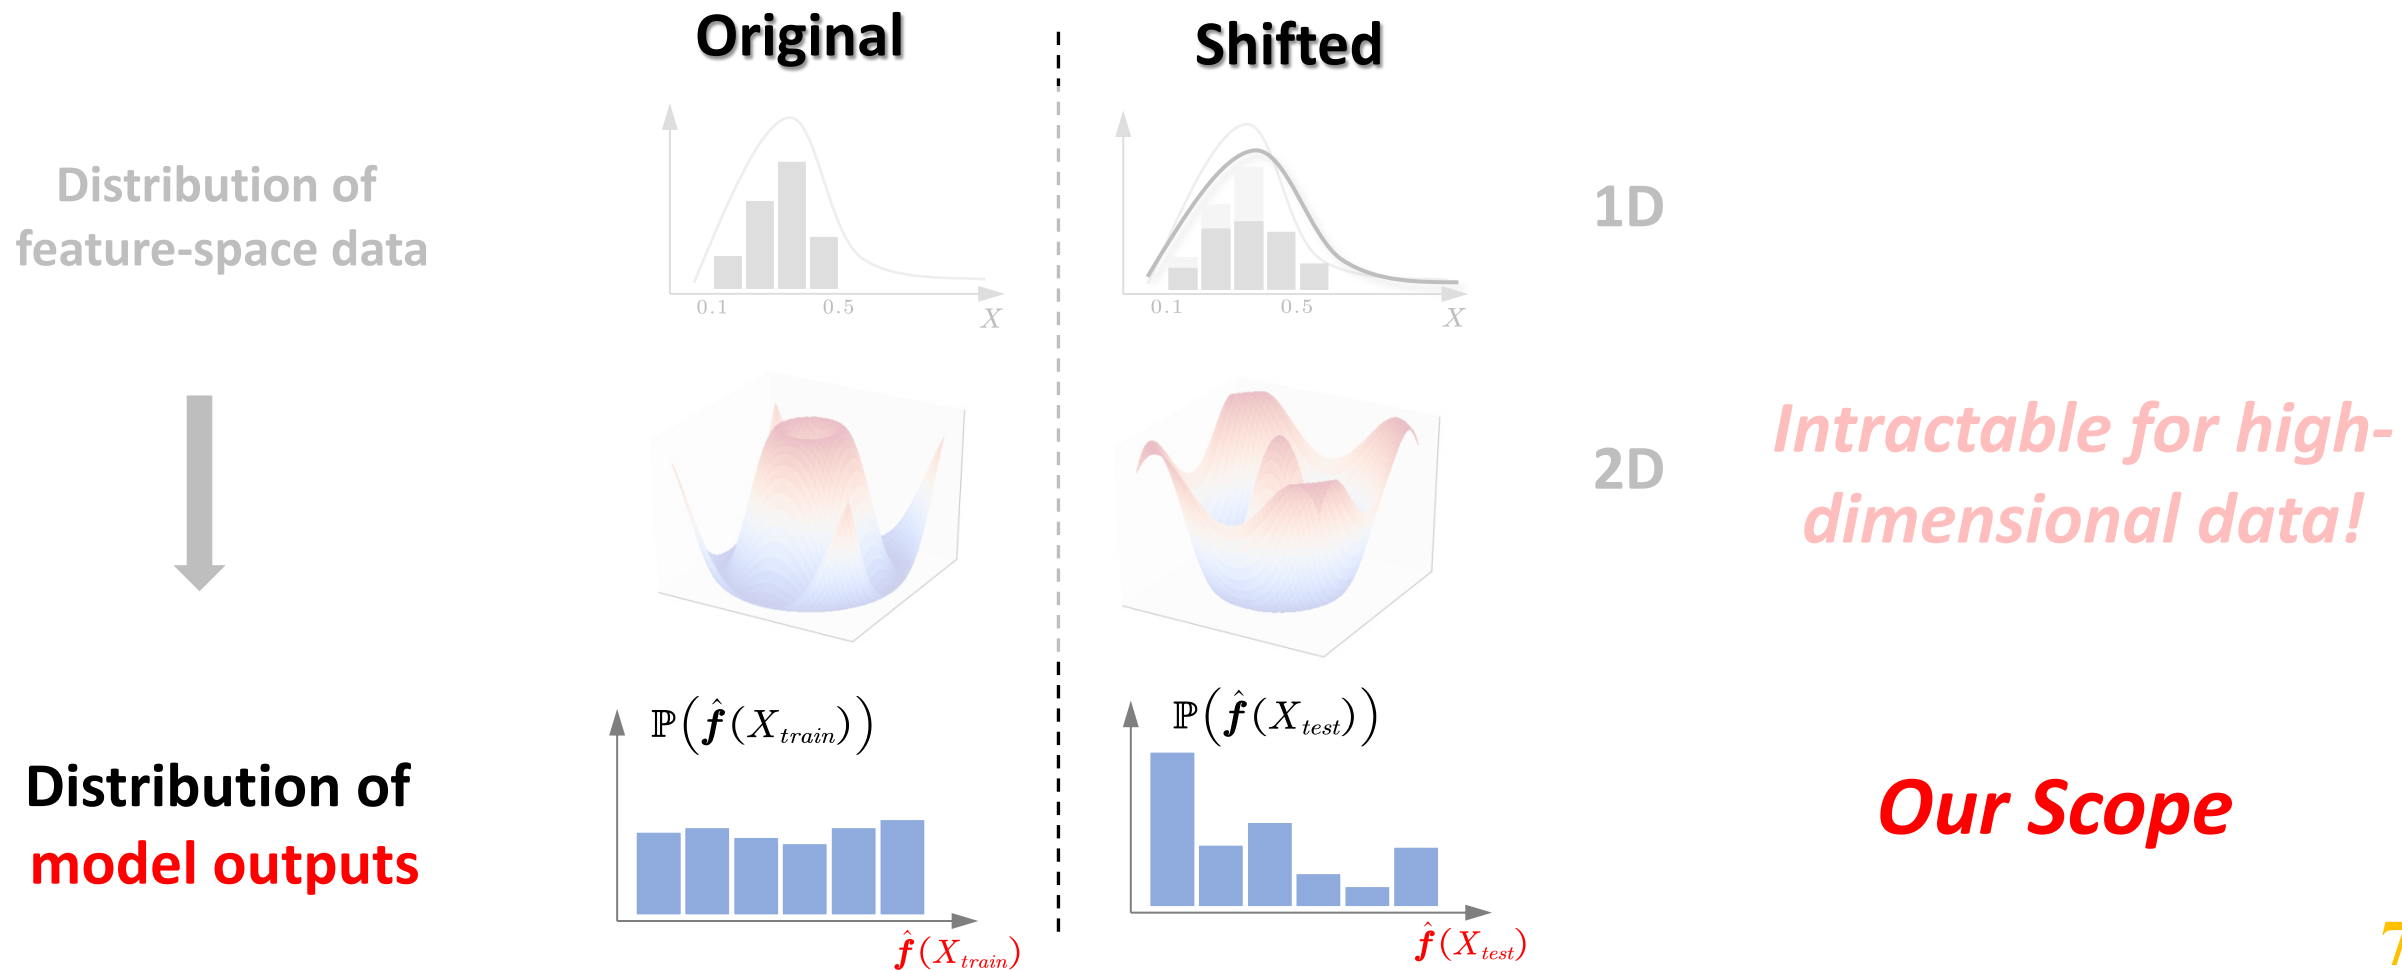 Original
Shifted
Distribution of
feature-space data
0.1
0.5
X
0.1
0.5
X
1D
2D
Intractable for high-
dimensional data!
Distribution of
model outputs
ℙ(f̂(X_train))
f̂(X_train)
ℙ(f̂(X_test))
f̂(X_test)
Our Scope
7